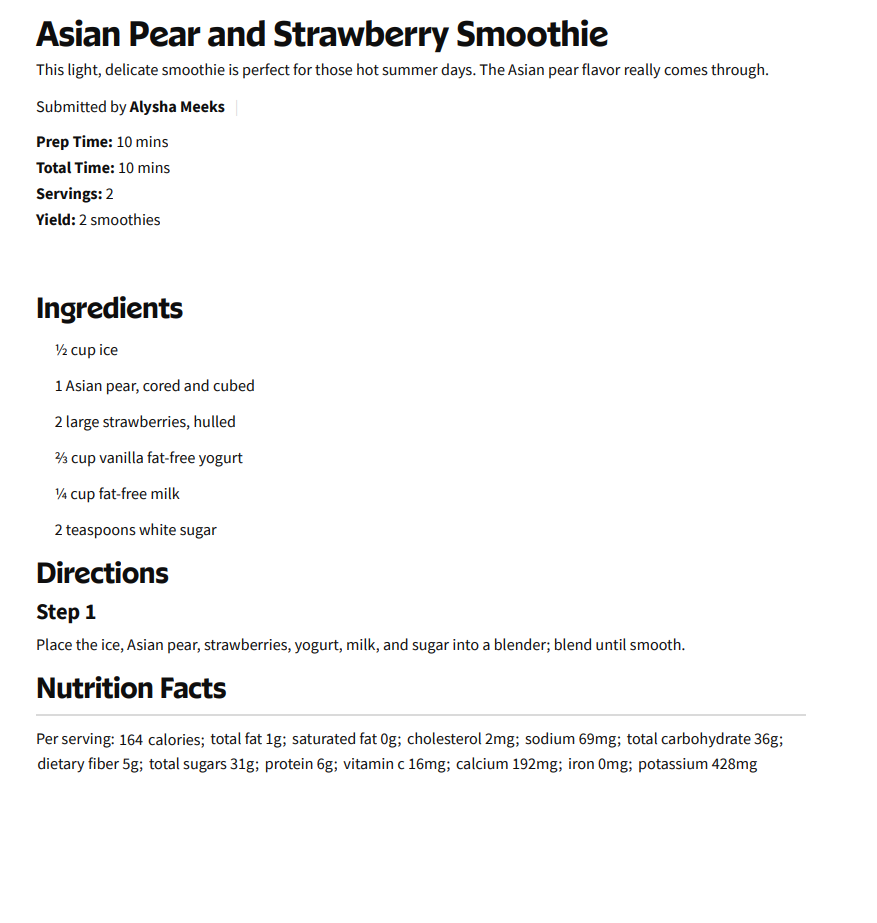 Asian Pear and Strawberry Smoothie
This light, delicate smoothie is perfect for those hot summer days. The Asian pear flavor really comes through.
Submitted by Alysha Meeks
Prep Time: 10 mins
Total Time: 10 mins
Servings: 2
Yield: 2 smoothies
Ingredients
½ cup ice
1 Asian pear, cored and cubed
2 large strawberries, hulled
⅔ cup vanilla fat-free yogurt
¼ cup fat-free milk
2 teaspoons white sugar
Directions
Step 1
Place the ice, Asian pear, strawberries, yogurt, milk, and sugar into a blender; blend until smooth.
Nutrition Facts
Per serving: 164 calories; total fat 1g; saturated fat 0g; cholesterol 2mg; sodium 69mg; total carbohydrate 36g;
dietary fiber 5g; total sugars 31g; protein 6g; vitamin c 16mg; calcium 192mg; iron 0mg; potassium 428mg